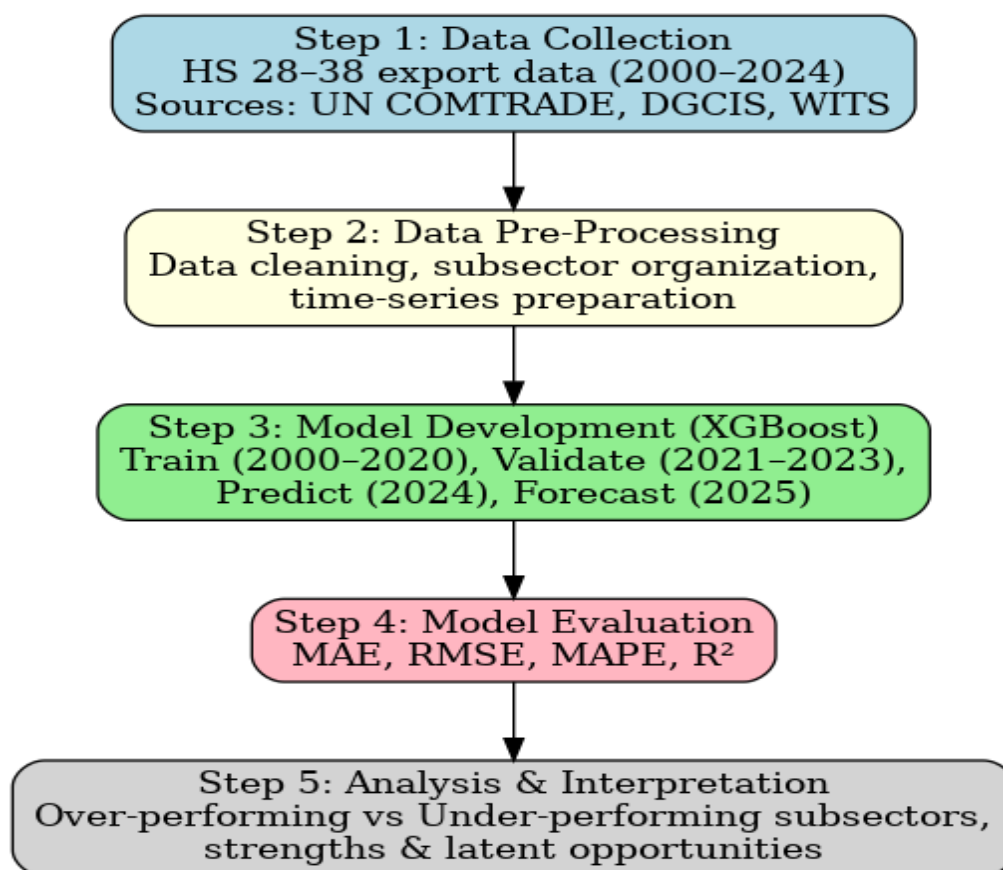 Step 1: Data Collection
HS 28–38 export data (2000–2024)
Sources: UN COMTRADE, DGCIS, WITS
Step 2: Data Pre-Processing
Data cleaning, subsector organization,
time-series preparation
Step 3: Model Development (XGBoost)
Train (2000–2020), Validate (2021–2023),
Predict (2024), Forecast (2025)
Step 4: Model Evaluation
MAE, RMSE, MAPE, R²
Step 5: Analysis & Interpretation
Over-performing vs Under-performing subsectors,
strengths & latent opportunities